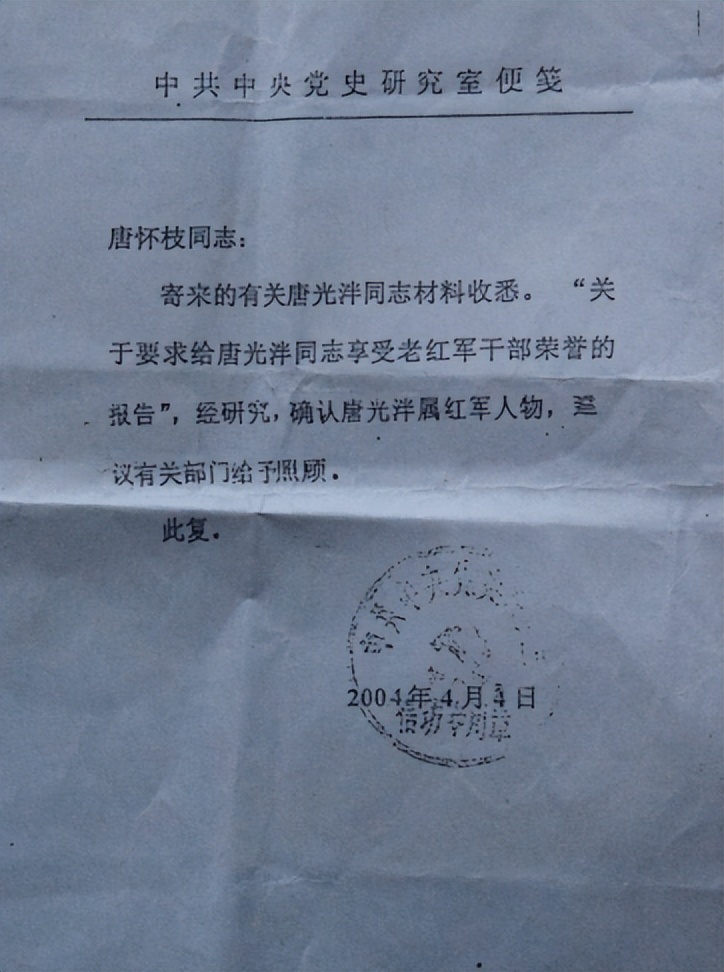 中共中央党史研究室便笺
唐怀枝同志：
寄来的有关唐光泮同志材料收悉。 “关
于要求给唐光泮同志享受老红军干部荣誉的
报告”，经研究，确认唐光泮属红军人物，
议有关部门给予照顾。
此复。
2004年4月4日
专用章